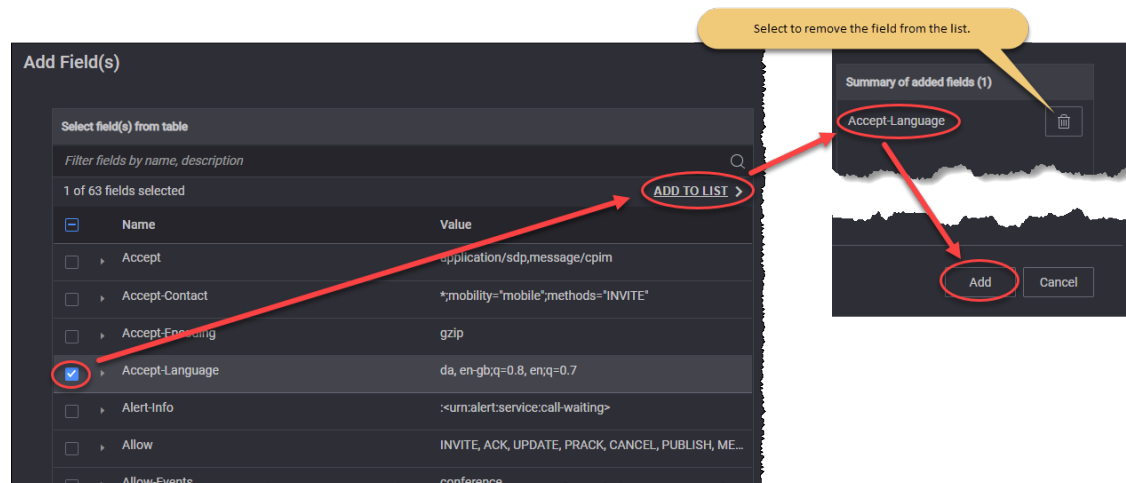 Select to remove the field from the list.
Add Field(s)
Select field(s) from table
Filter fields by name, description
1 of 63 fields selected
ADD TO LIST >
Name Value
Accept application/sdp,message/cpim
Accept-Contact *;mobility="mobile";methods="INVITE"
Accept-Encoding gzip
Accept-Language da, en-gb;q=0.8, en;q=0.7
Alert-Info :<urn:alert:service:call-waiting>
Allow INVITE, ACK, UPDATE, PRACK, CANCEL, PUBLISH, ME...
Allow-Events conference
Summary of added fields (1)
Accept-Language
Add Cancel